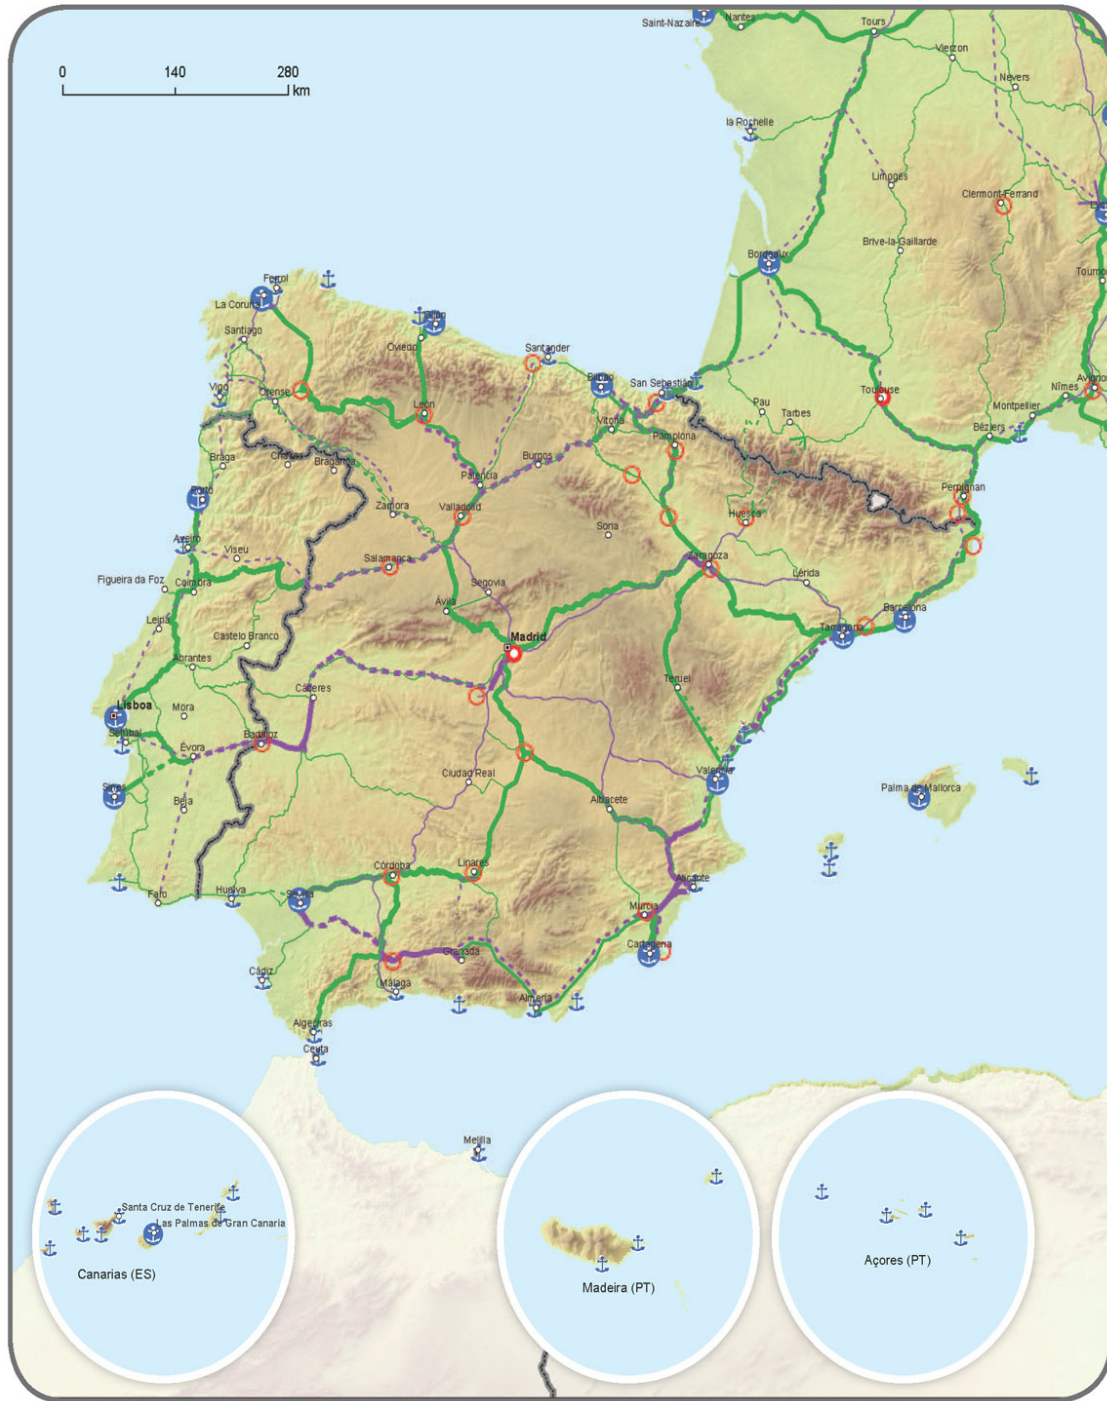 Saint-Nazaire
Nantes
Tours
Vierzon
Nevers
0 140 280
km
la Rochelle
Limoges
Clermont-Ferrand
Brive-la-Gaillarde
Bordeaux
Ferrol
La Coruña
Gijón
Oviedo
Santiago
Santander
Bilbao
San Sebastián
Toulouse
Avigno
Nîmes
Montpellier
Béziers
Vigo
Orense
León
Vitoria
Pamplona
Pau
Tarbes
Braga
Chaves
Bragança
Burgos
Palencia
Perpignan
Porto
Zamora
Valladolid
Soria
Huesca
Aveiro
Viseu
Salamanca
Segovia
Zaragoza
Lérida
Figueira da Foz
Coimbra
Ávila
Barcelona
Leiria
Castelo Branco
Madrid
Tarragona
Abrantes
Cáceres
Teruel
Lisboa
Mora
Setúbal
Évora
Badajoz
Ciudad Real
Valencia
Sines
Beja
Albacete
Palma de Mallorca
Córdoba
Linares
Faro
Huelva
Sevilla
Alicante
Murcia
Cartagena
Granada
Cádiz
Málaga
Almería
Algeciras
Ceuta
Melilla
Santa Cruz de Tenerife
Las Palmas de Gran Canaria
Canarias (ES)
Madeira (PT)
Açores (PT)